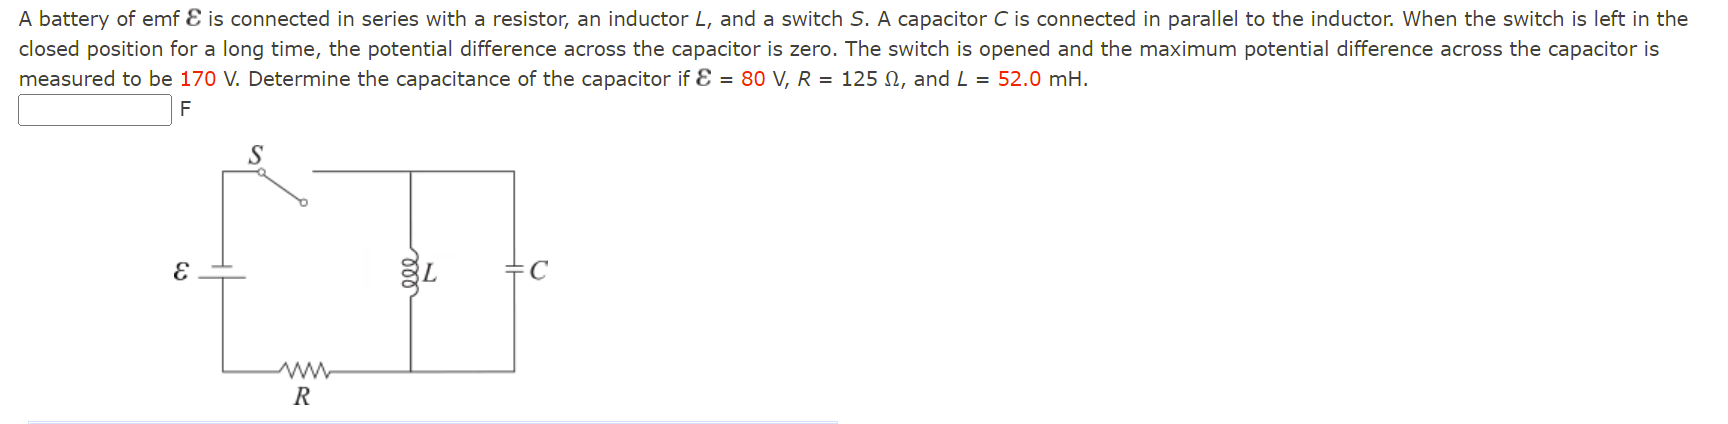 A battery of emf ℰ is connected in series with a resistor, an inductor L, and a switch S. A capacitor C is connected in parallel to the inductor. When the switch is left in the
closed position for a long time, the potential difference across the capacitor is zero. The switch is opened and the maximum potential difference across the capacitor is
measured to be 170 V. Determine the capacitance of the capacitor if ℰ = 80 V, R = 125 Ω, and L = 52.0 mH.
F
S
ℰ
L
C
R